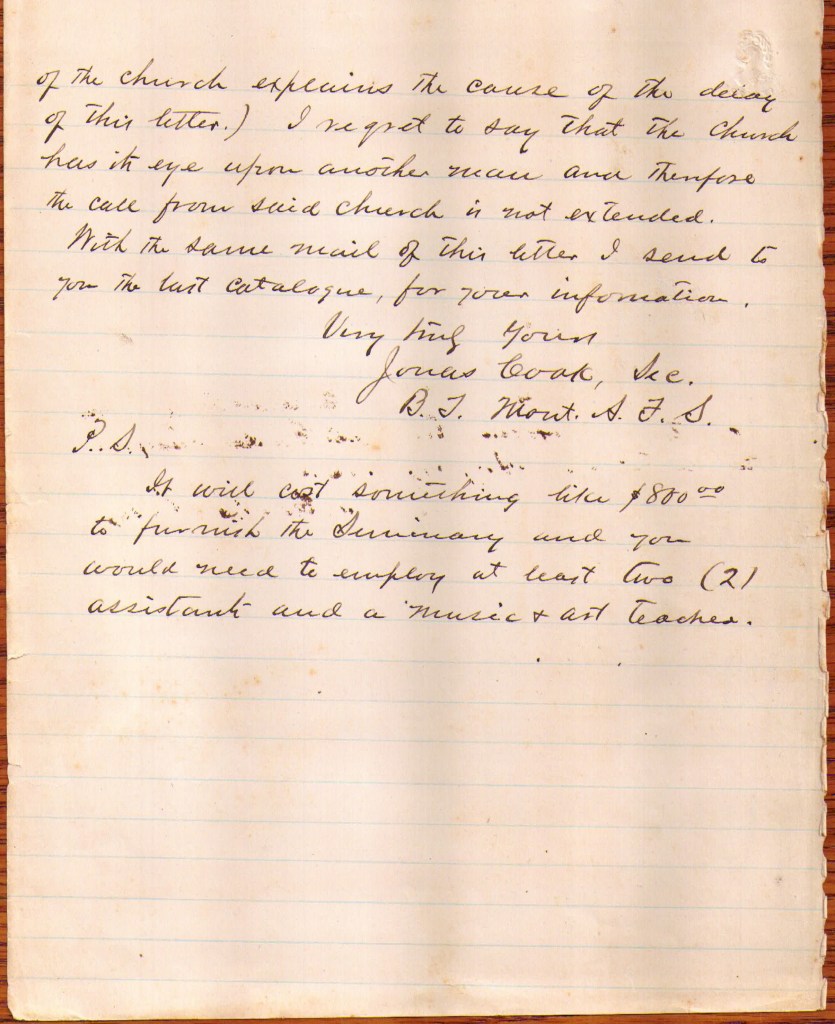 of the church explains the cause of the delay
of this letter.) I regret to say that the church
has its eye upon another man and therefore
the call from said church is not extended.
With the same mail of this letter I send to
you the last catalogue, for your information.
Very truly yours
Jonas Cook, Sec.
B. T. Mont. A. F. S.
P. S.
It will cost something like $800 00
to furnish the Seminary and you
would need to employ at least two (2)
assistants and a music & art teacher.